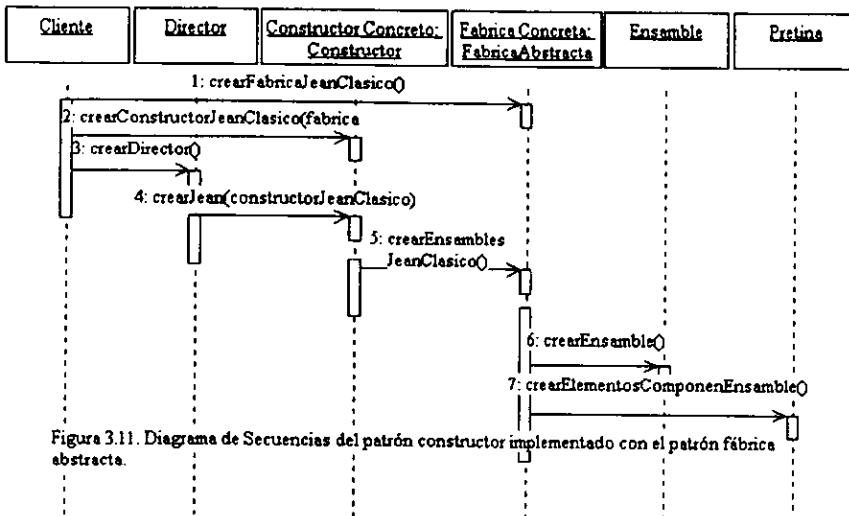 Cliente
Director
Constructor Concreto:
Constructor
Fabrica Concreta:
FabricaAbstracta
Ensamble
Pretina
1: crearFabricaJeanClasico()
2: crearConstructorJeanClasico(fabrica
3: crearDirector()
4: crearJean(constructorJeanClasico)
5: crearEnsambles
JeanClasico()
6: crearEnsamble()
7: crearElementosComponenEnsamble()
Figura 3.11. Diagrama de Secuencias del patrón constructor implementado con el patrón fábrica
abstracta.